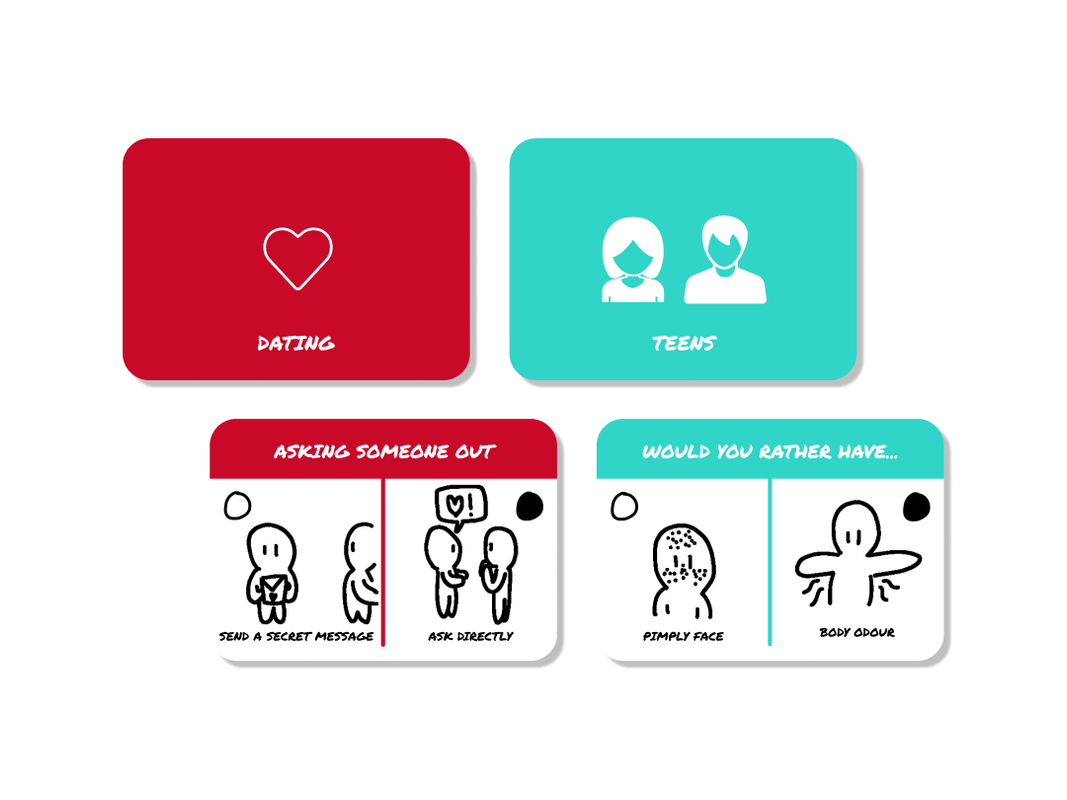 DATING
TEENS
ASKING SOMEONE OUT
!
SEND A SECRET MESSAGE
ASK DIRECTLY
WOULD YOU RATHER HAVE...
PIMPLY FACE
BODY ODOUR